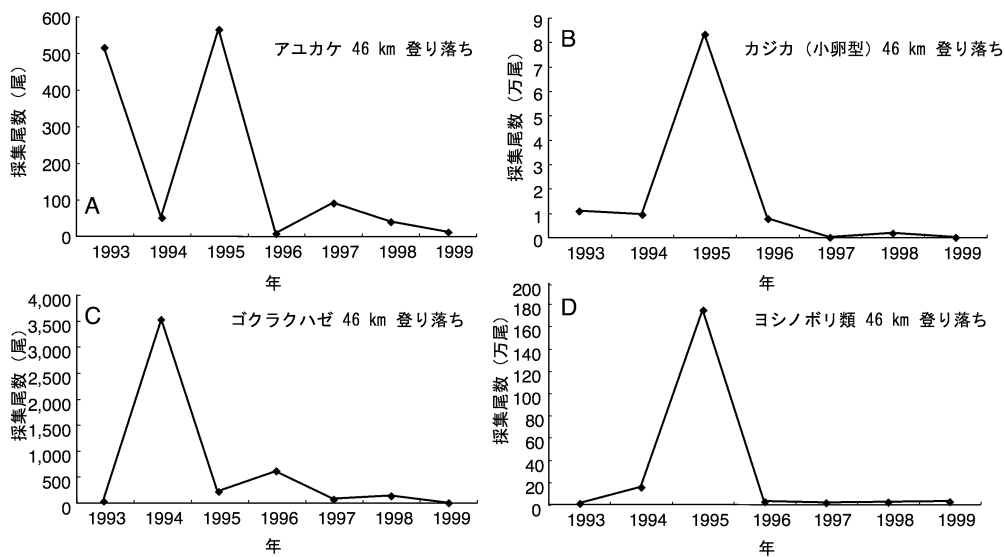 A
アユカケ 46 km 登り落ち
採集尾数（尾）
600
500
400
300
200
100
0
1993 1994 1995 1996 1997 1998 1999
年
B
カジカ（小卵型）46 km 登り落ち
採集尾数（万尾）
9
8
7
6
5
4
3
2
1
0
1993 1994 1995 1996 1997 1998 1999
年
C
ゴクラクハゼ 46 km 登り落ち
採集尾数（尾）
4,000
3,500
3,000
2,500
2,000
1,500
1,000
500
0
1993 1994 1995 1996 1997 1998 1999
年
D
ヨシノボリ類 46 km 登り落ち
採集尾数（万尾）
200
180
160
140
120
100
80
60
40
20
0
1993 1994 1995 1996 1997 1998 1999
年